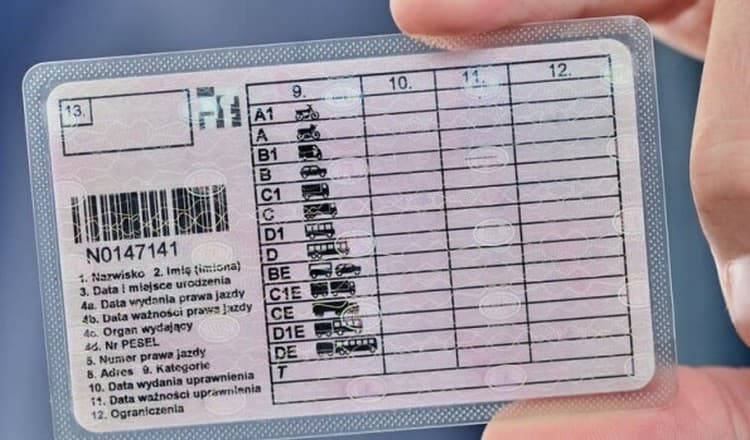 13.
N0147141
1. Nazwisko 2. Imię (imiona)
3. Data i miejsce urodzenia
4a. Data wydania prawa jazdy
4b. Data ważności prawa jazdy
4c. Organ wydający
4d. Nr PESEL
5. Numer prawa jazdy
8. Adres 9. Kategorie
10. Data wydania uprawnienia
11. Data ważności uprawnienia
12. Ograniczenia
9. 10. 11. 12.
A1
A
B1
B
C1
C
D1
D
BE
C1E
CE
D1E
DE
T